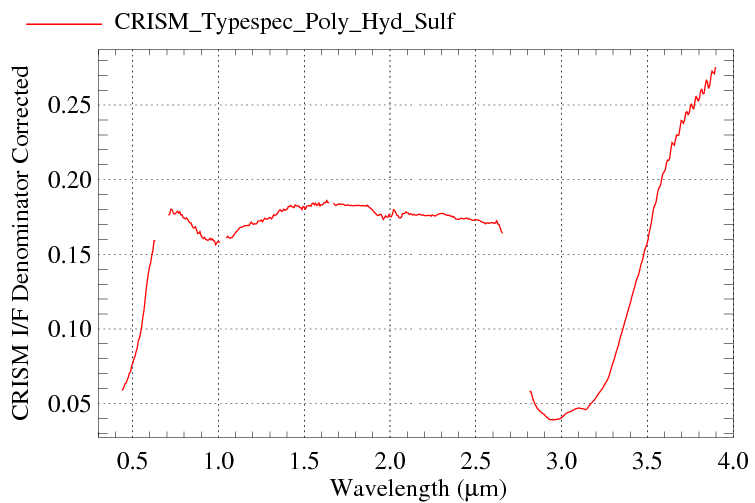 CRISM_Typespec_Poly_Hyd_Sulf
CRISM I/F Denominator Corrected
0.25
0.20
0.15
0.10
0.05
0.5 1.0 1.5 2.0 2.5 3.0 3.5 4.0
Wavelength (μm)